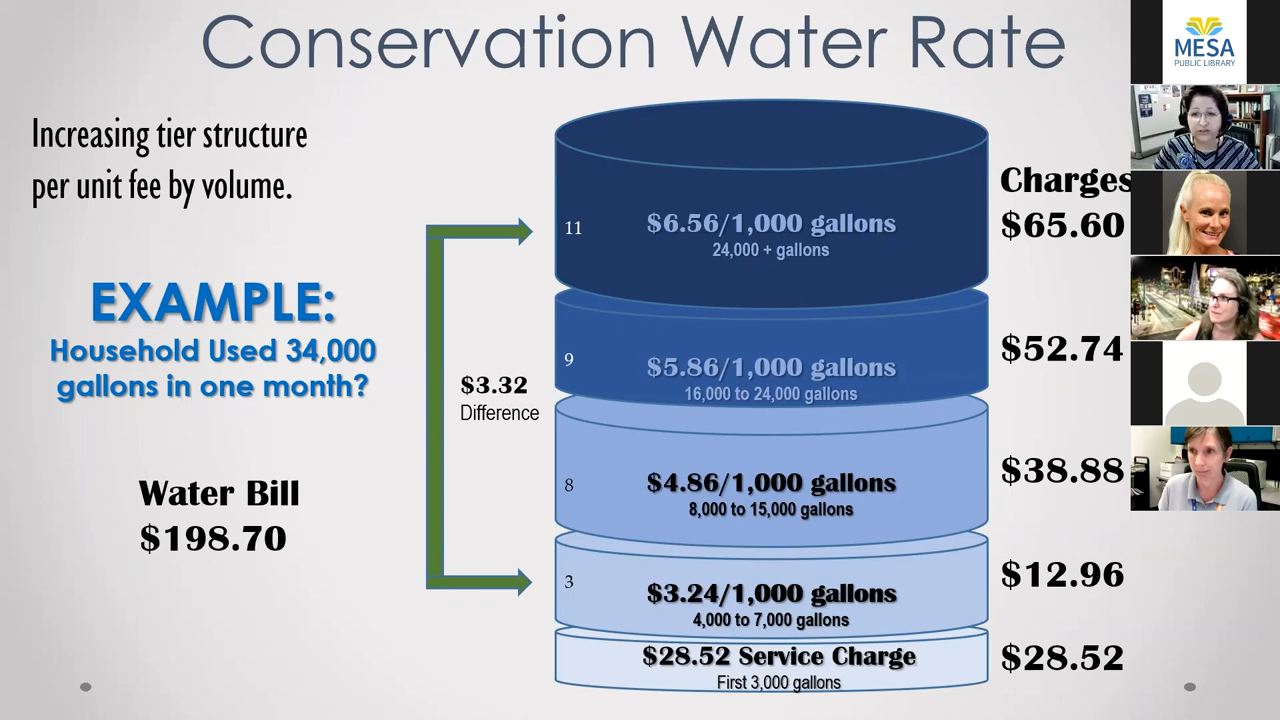 Conservation Water Rate
MESA
PUBLIC LIBRARY
Increasing tier structure
per unit fee by volume.
EXAMPLE:
Household Used 34,000
gallons in one month?
Water Bill
$198.70
$3.32
Difference
11
$6.56/1,000 gallons
24,000 + gallons
9
$5.86/1,000 gallons
16,000 to 24,000 gallons
8
$4.86/1,000 gallons
8,000 to 15,000 gallons
3
$3.24/1,000 gallons
4,000 to 7,000 gallons
$28.52 Service Charge
First 3,000 gallons
Charges
$65.60
$52.74
$38.88
$12.96
$28.52